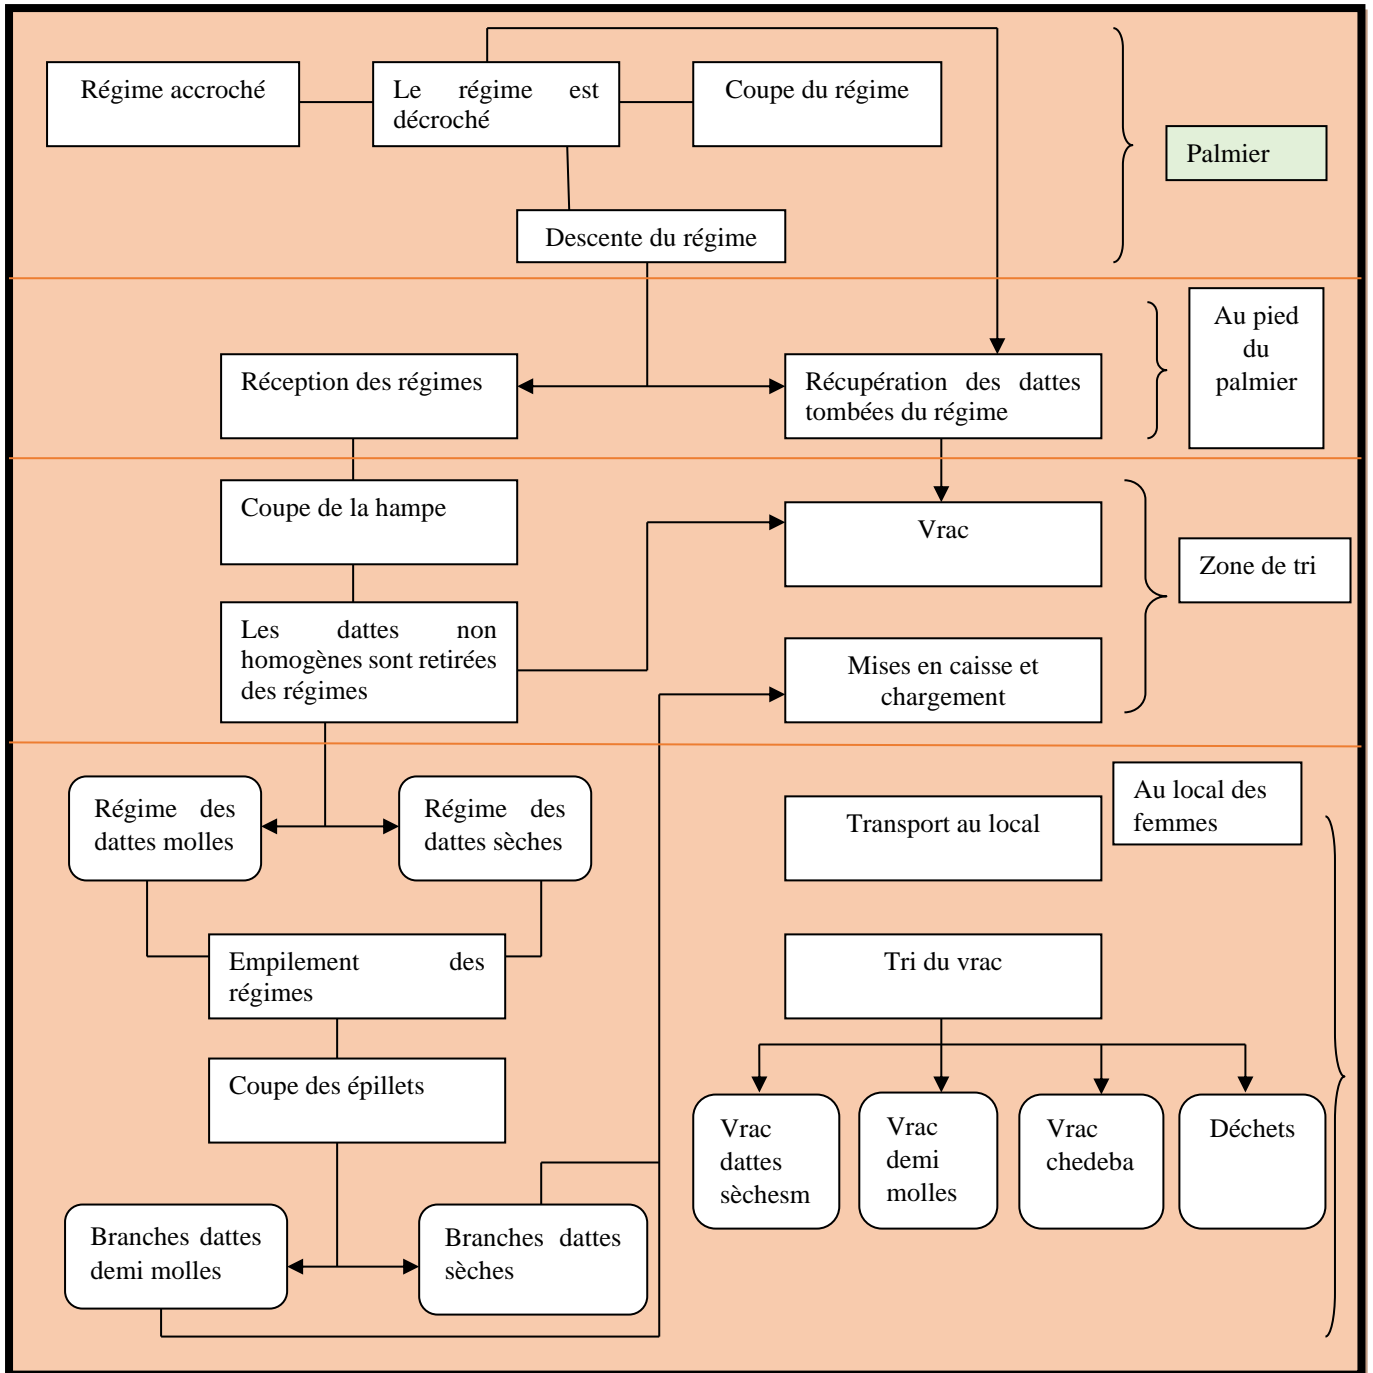 Régime accroché
Le régime est
décroché
Coupe du régime
Palmier
Descente du régime
Au pied
du
palmier
Réception des régimes
Récupération des dattes
tombées du régime
Coupe de la hampe
Vrac
Zone de tri
Les dattes non
homogènes sont retirées
des régimes
Mises en caisse et
chargement
Régime des
dattes molles
Régime des
dattes sèches
Transport au local
Au local des
femmes
Empilement des
régimes
Tri du vrac
Coupe des épillets
Vrac
dattes
sèchesm
Vrac
demi
molles
Vrac
chedeba
Déchets
Branches dattes
demi molles
Branches dattes
sèches